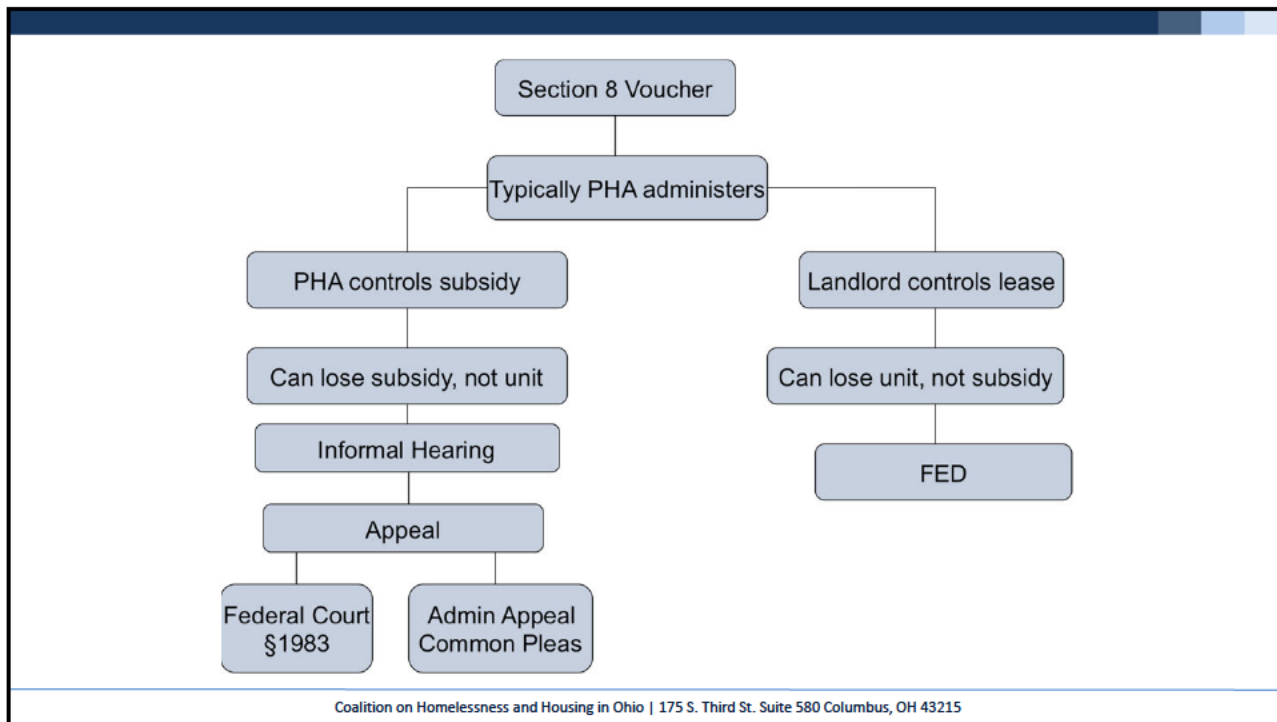 Section 8 Voucher
Typically PHA administers
PHA controls subsidy
Landlord controls lease
Can lose subsidy, not unit
Can lose unit, not subsidy
Informal Hearing
FED
Appeal
Federal Court
§1983
Admin Appeal
Common Pleas
Coalition on Homelessness and Housing in Ohio | 175 S. Third St. Suite 580 Columbus, OH 43215